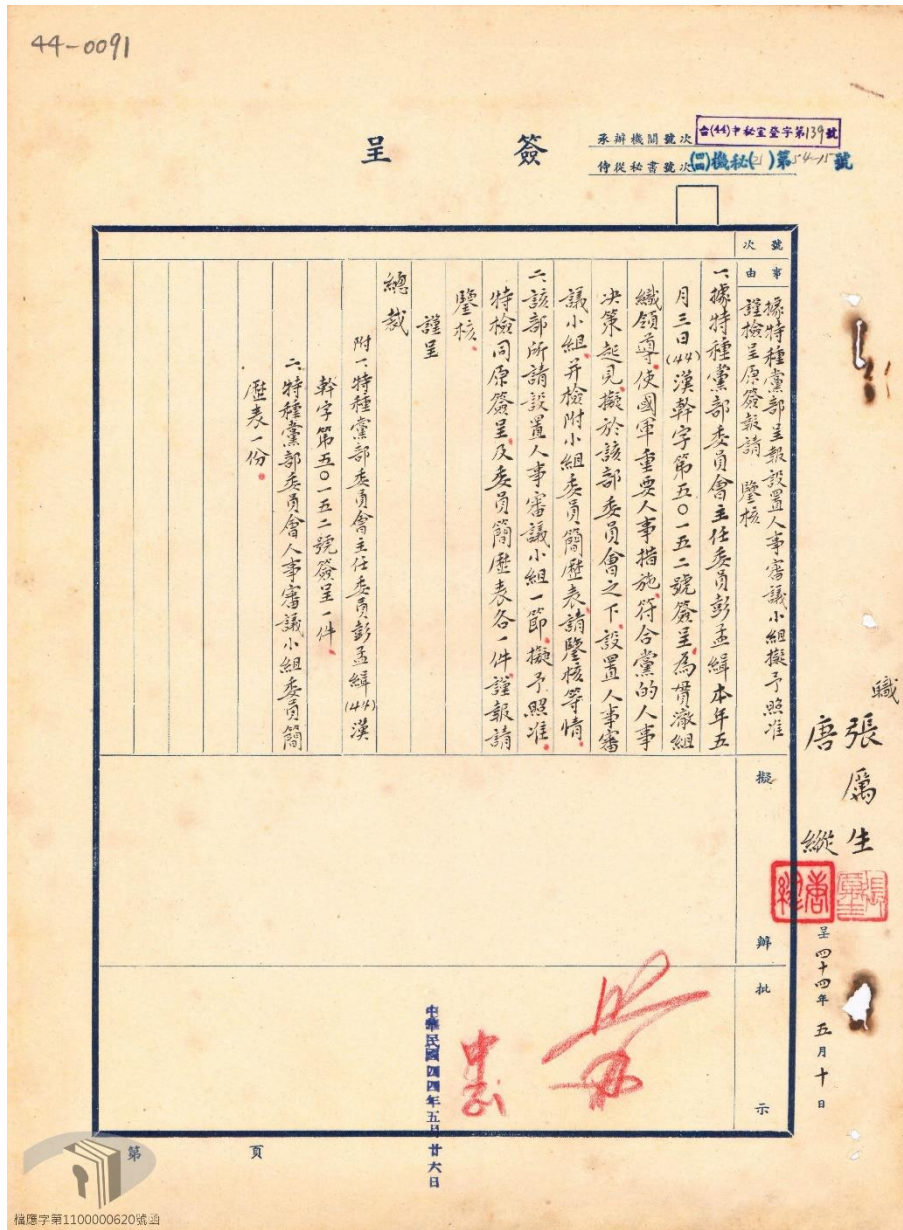 44-0091
簽呈
承辦機關號次 台(44)中秘室登字第139號
侍從秘書號次 機秘(2)第54-15號
號次
事由
據特種黨部呈報設置人事審議小組擬予照准
謹檢呈原簽報請 鑒核
一、據特種黨部委員會主任委員彭孟緝本年五
月三日(44)漢幹字第五○一五二號簽呈為貫澈組
織領導、使國軍重要人事措施、符合黨的人事
決策起見、擬於該部委員會之下、設置人事審
議小組、并檢附小組委員簡歷表、請鑒核等情。
二、該部所請設置人事審議小組一節、擬予照准。
特檢同原簽呈及委員簡歷表各一件、謹報請
鑒核。
謹呈
總裁
附一、特種黨部委員會主任委員彭孟緝(44)漢
幹字第五○一五二號簽呈一件、
二、特種黨部委員會人事審議小組委員簡
歷表一份。
職
張厲生
唐縱
張厲生
唐縱
呈四十四年五月十日
擬辦
批示
中正
中華民國四四年五月廿六日
第 頁
檔應字第1100000620號函